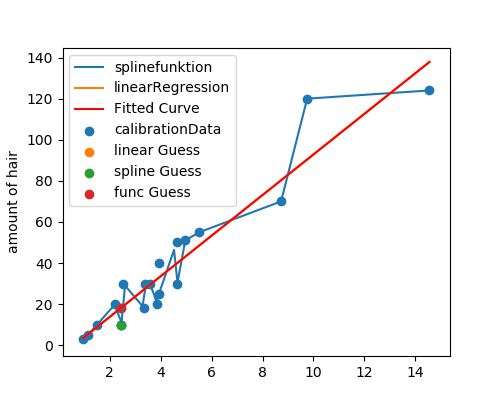 140
120
100
80
60
40
20
0
amount of hair
splinefunktion
linearRegression
Fitted Curve
calibrationData
linear Guess
spline Guess
func Guess
2 4 6 8 10 12 14